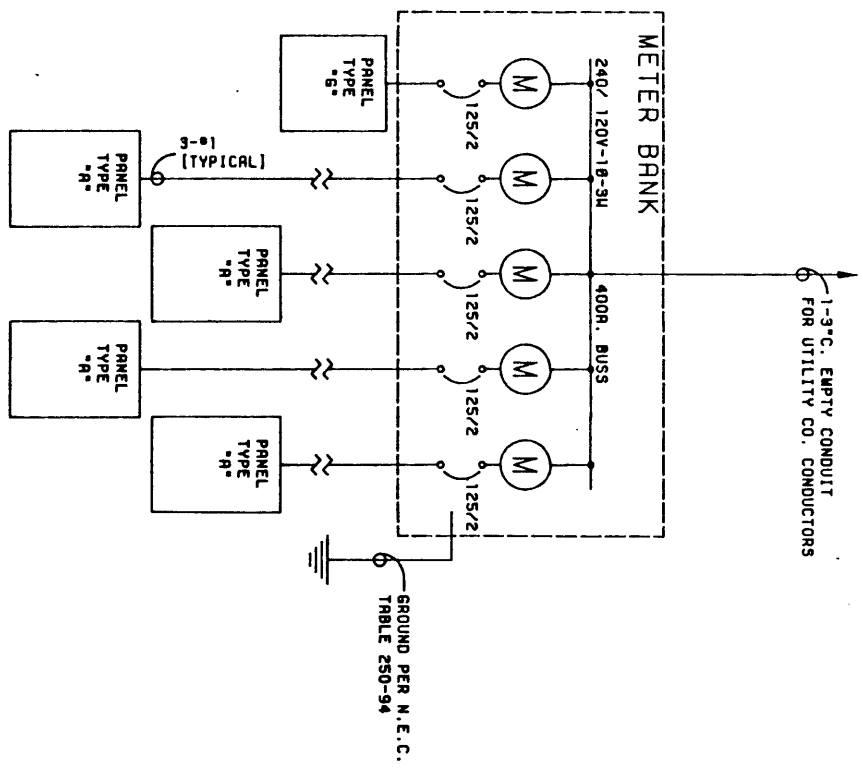 METER BANK
240/ 120V-1Ø-3W
400A. BUSS
1-3"C. EMPTY CONDUIT
FOR UTILITY CO. CONDUCTORS
M
M
M
M
M
125/2
125/2
125/2
125/2
125/2
PANEL
TYPE
"G"
3-#1
[TYPICAL]
PANEL
TYPE
"A"
PANEL
TYPE
"A"
PANEL
TYPE
"A"
PANEL
TYPE
"A"
GROUND PER N.E.C.
TABLE 250-94